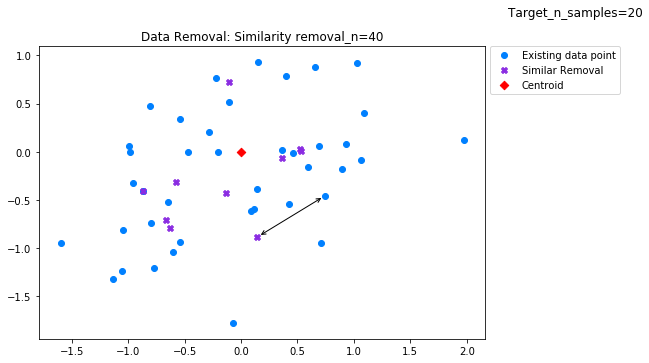 Target_n_samples=20
Data Removal: Similarity removal_n=40
Existing data point
Similar Removal
Centroid
1.0
0.5
0.0
−0.5
−1.0
−1.5
−1.5 −1.0 −0.5 0.0 0.5 1.0 1.5 2.0